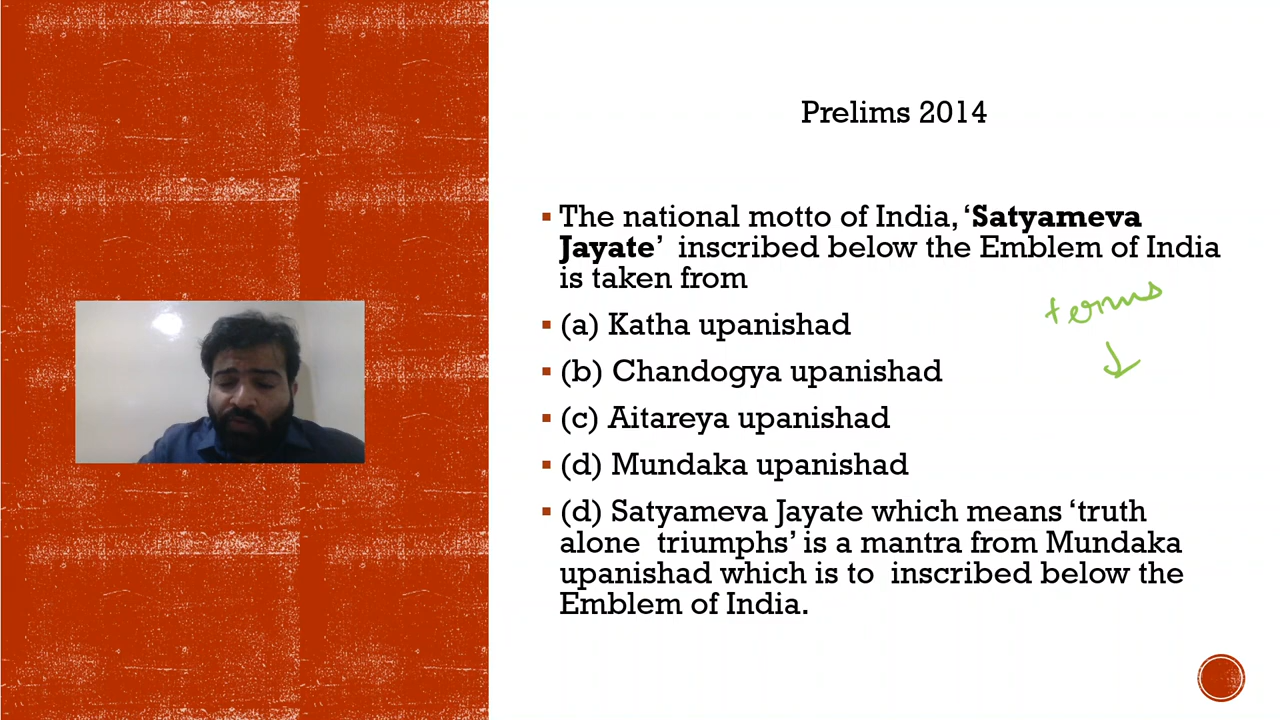 Prelims 2014
▪ The national motto of India, ‘Satyameva
Jayate’ inscribed below the Emblem of India
is taken from
terms
▪ (a) Katha upanishad
▪ (b) Chandogya upanishad
▪ (c) Aitareya upanishad
▪ (d) Mundaka upanishad
▪ (d) Satyameva Jayate which means ‘truth
alone triumphs’ is a mantra from Mundaka
upanishad which is to inscribed below the
Emblem of India.